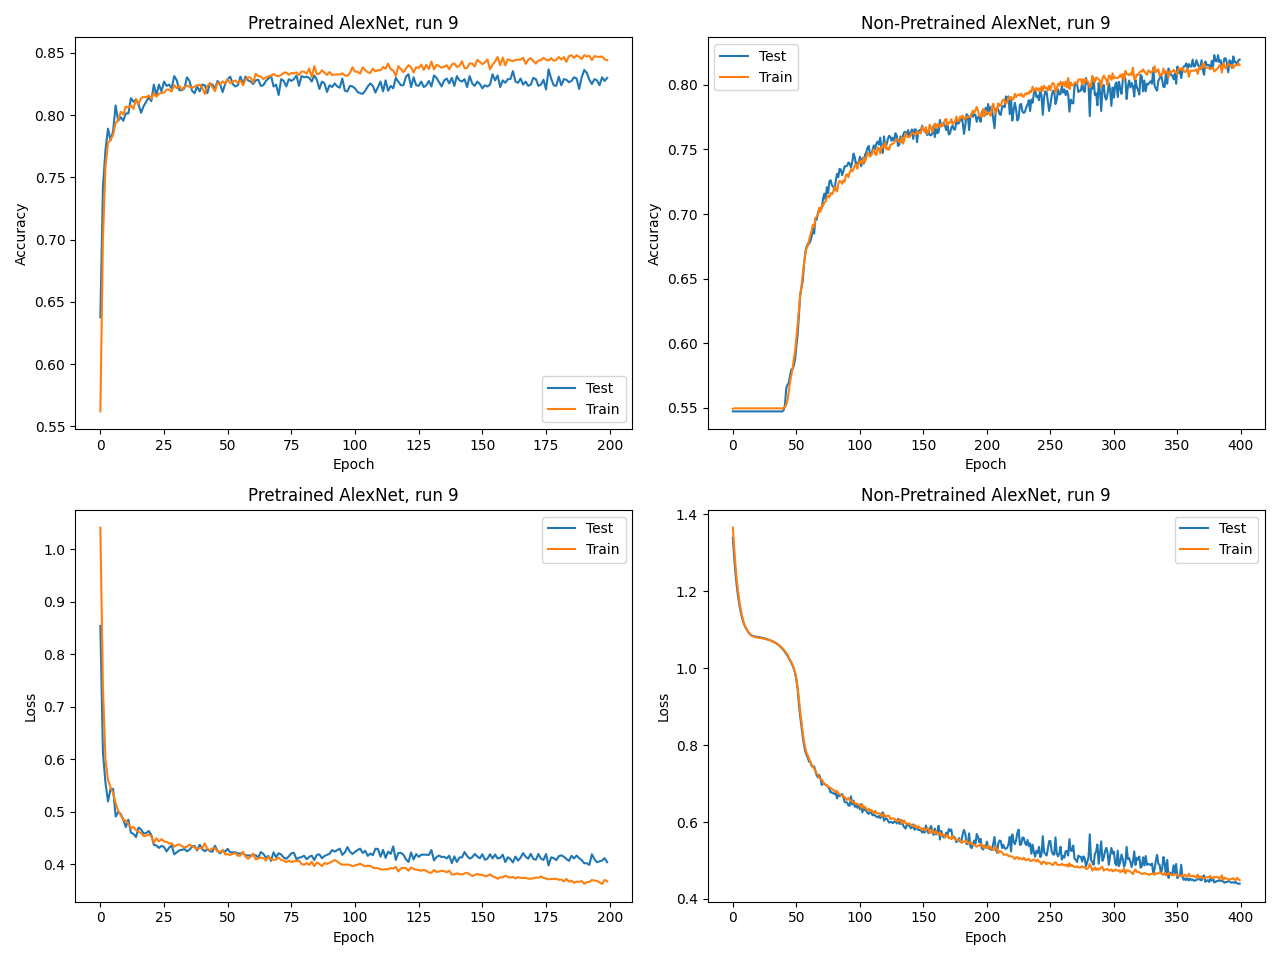 Pretrained AlexNet, run 9
0.85
0.80
0.75
0.70
0.65
0.60
0.55
Accuracy
Test
Train
0 25 50 75 100 125 150 175 200
Epoch
Non-Pretrained AlexNet, run 9
Test
Train
0.80
0.75
0.70
0.65
0.60
0.55
Accuracy
0 50 100 150 200 250 300 350 400
Epoch
Pretrained AlexNet, run 9
Test
Train
1.0
0.9
0.8
0.7
0.6
0.5
0.4
Loss
0 25 50 75 100 125 150 175 200
Epoch
Non-Pretrained AlexNet, run 9
Test
Train
1.4
1.2
1.0
0.8
0.6
0.4
Loss
0 50 100 150 200 250 300 350 400
Epoch